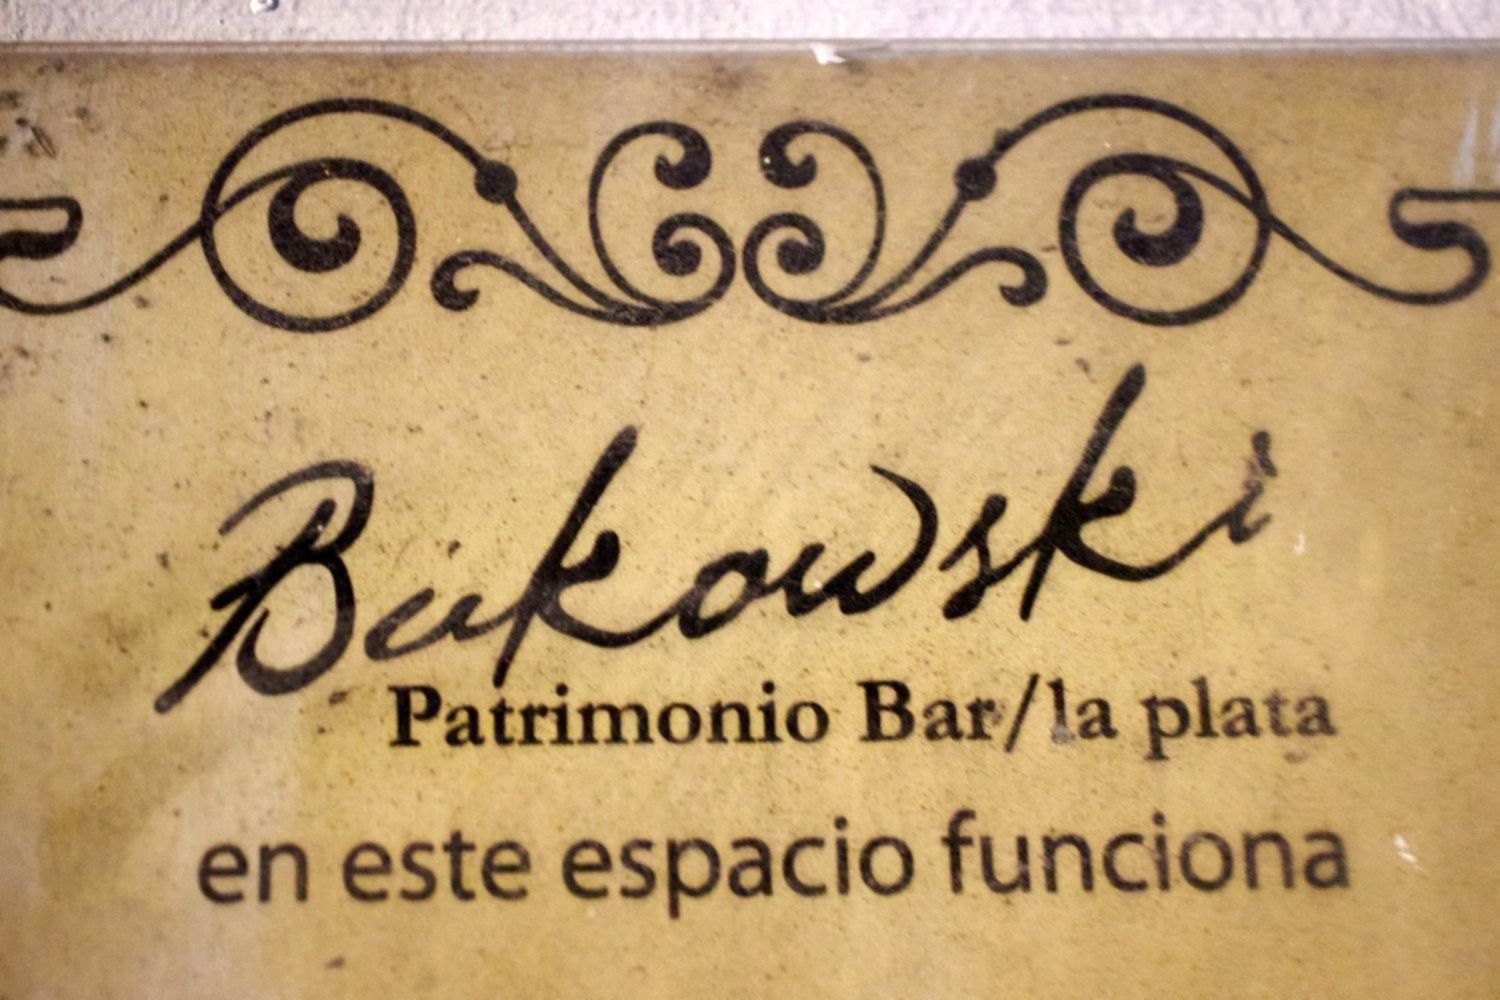 Bukowski
Patrimonio Bar/la plata
en este espacio funciona